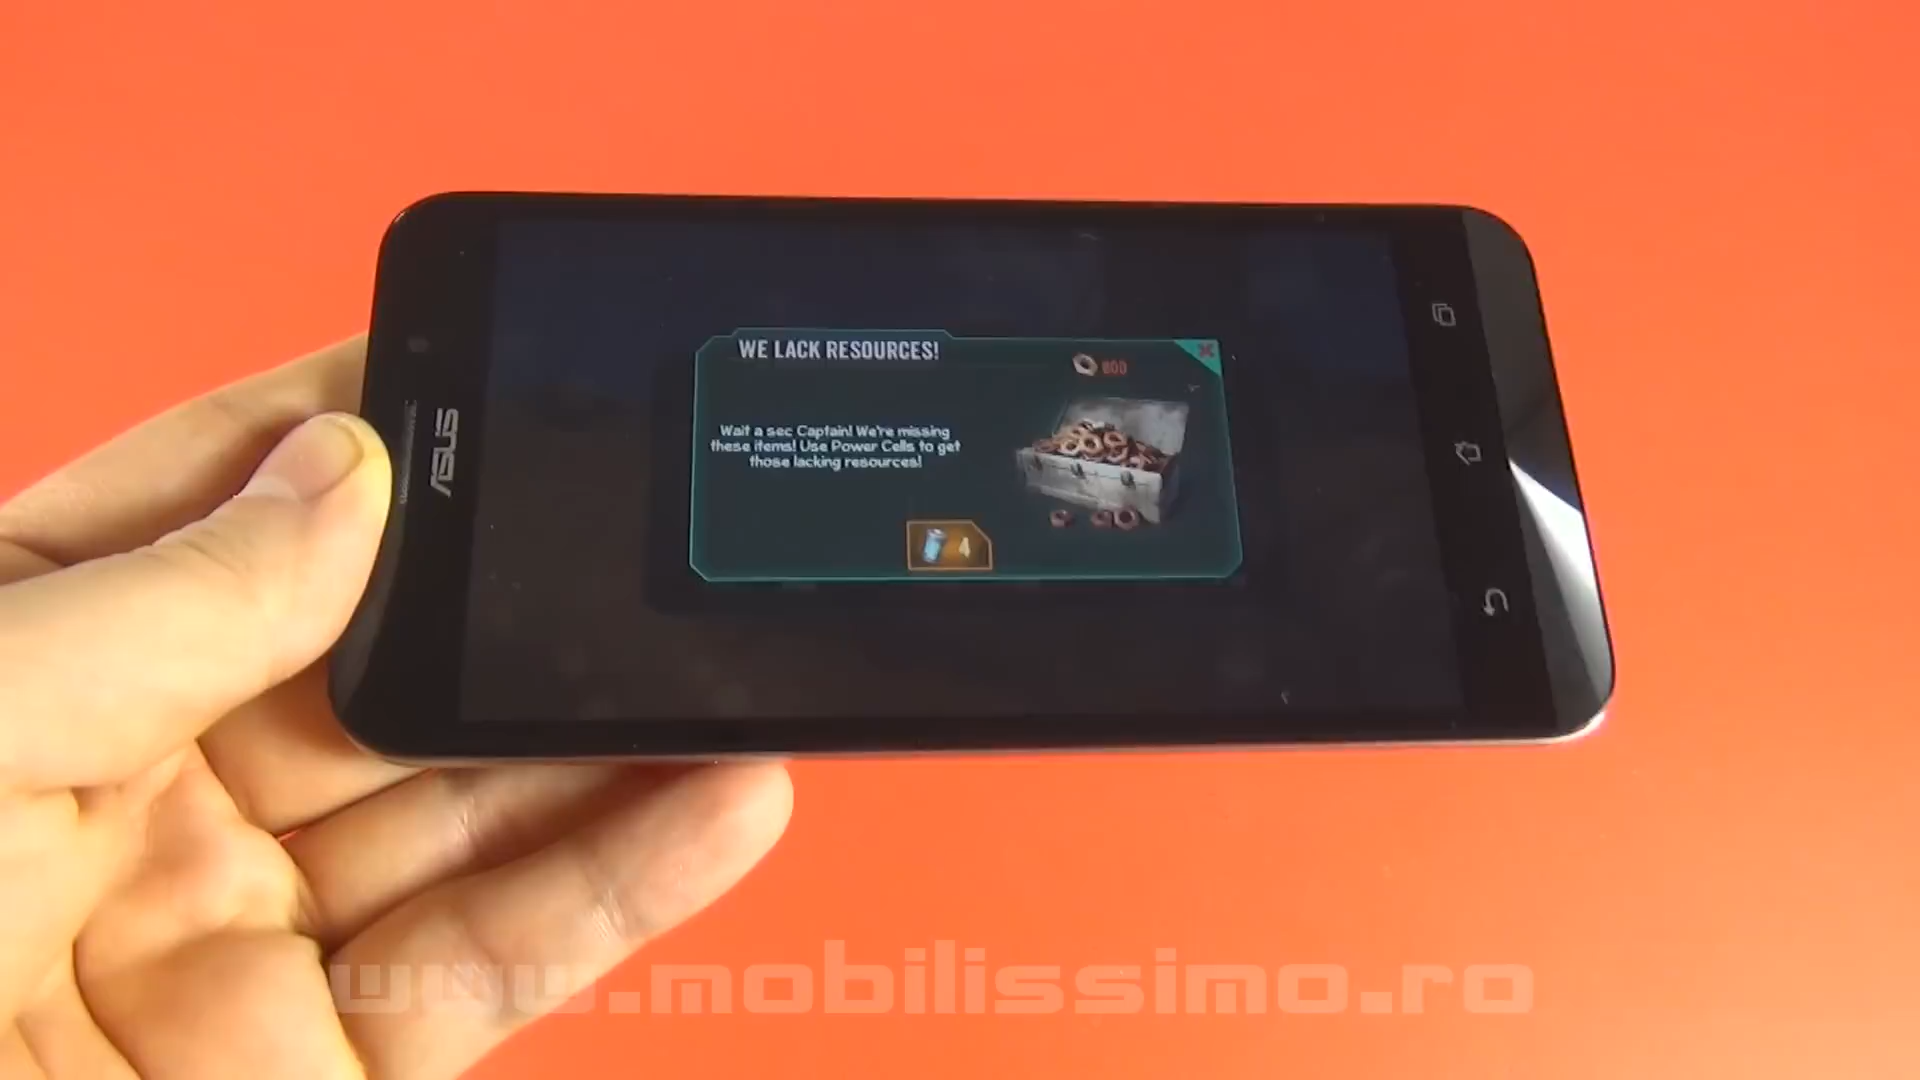 WE LACK RESOURCES!
800
Wait a sec Captain! We're missing
these items! Use Power Cells to get
those lacking resources!
4
ASUS
www.mobilissimo.ro